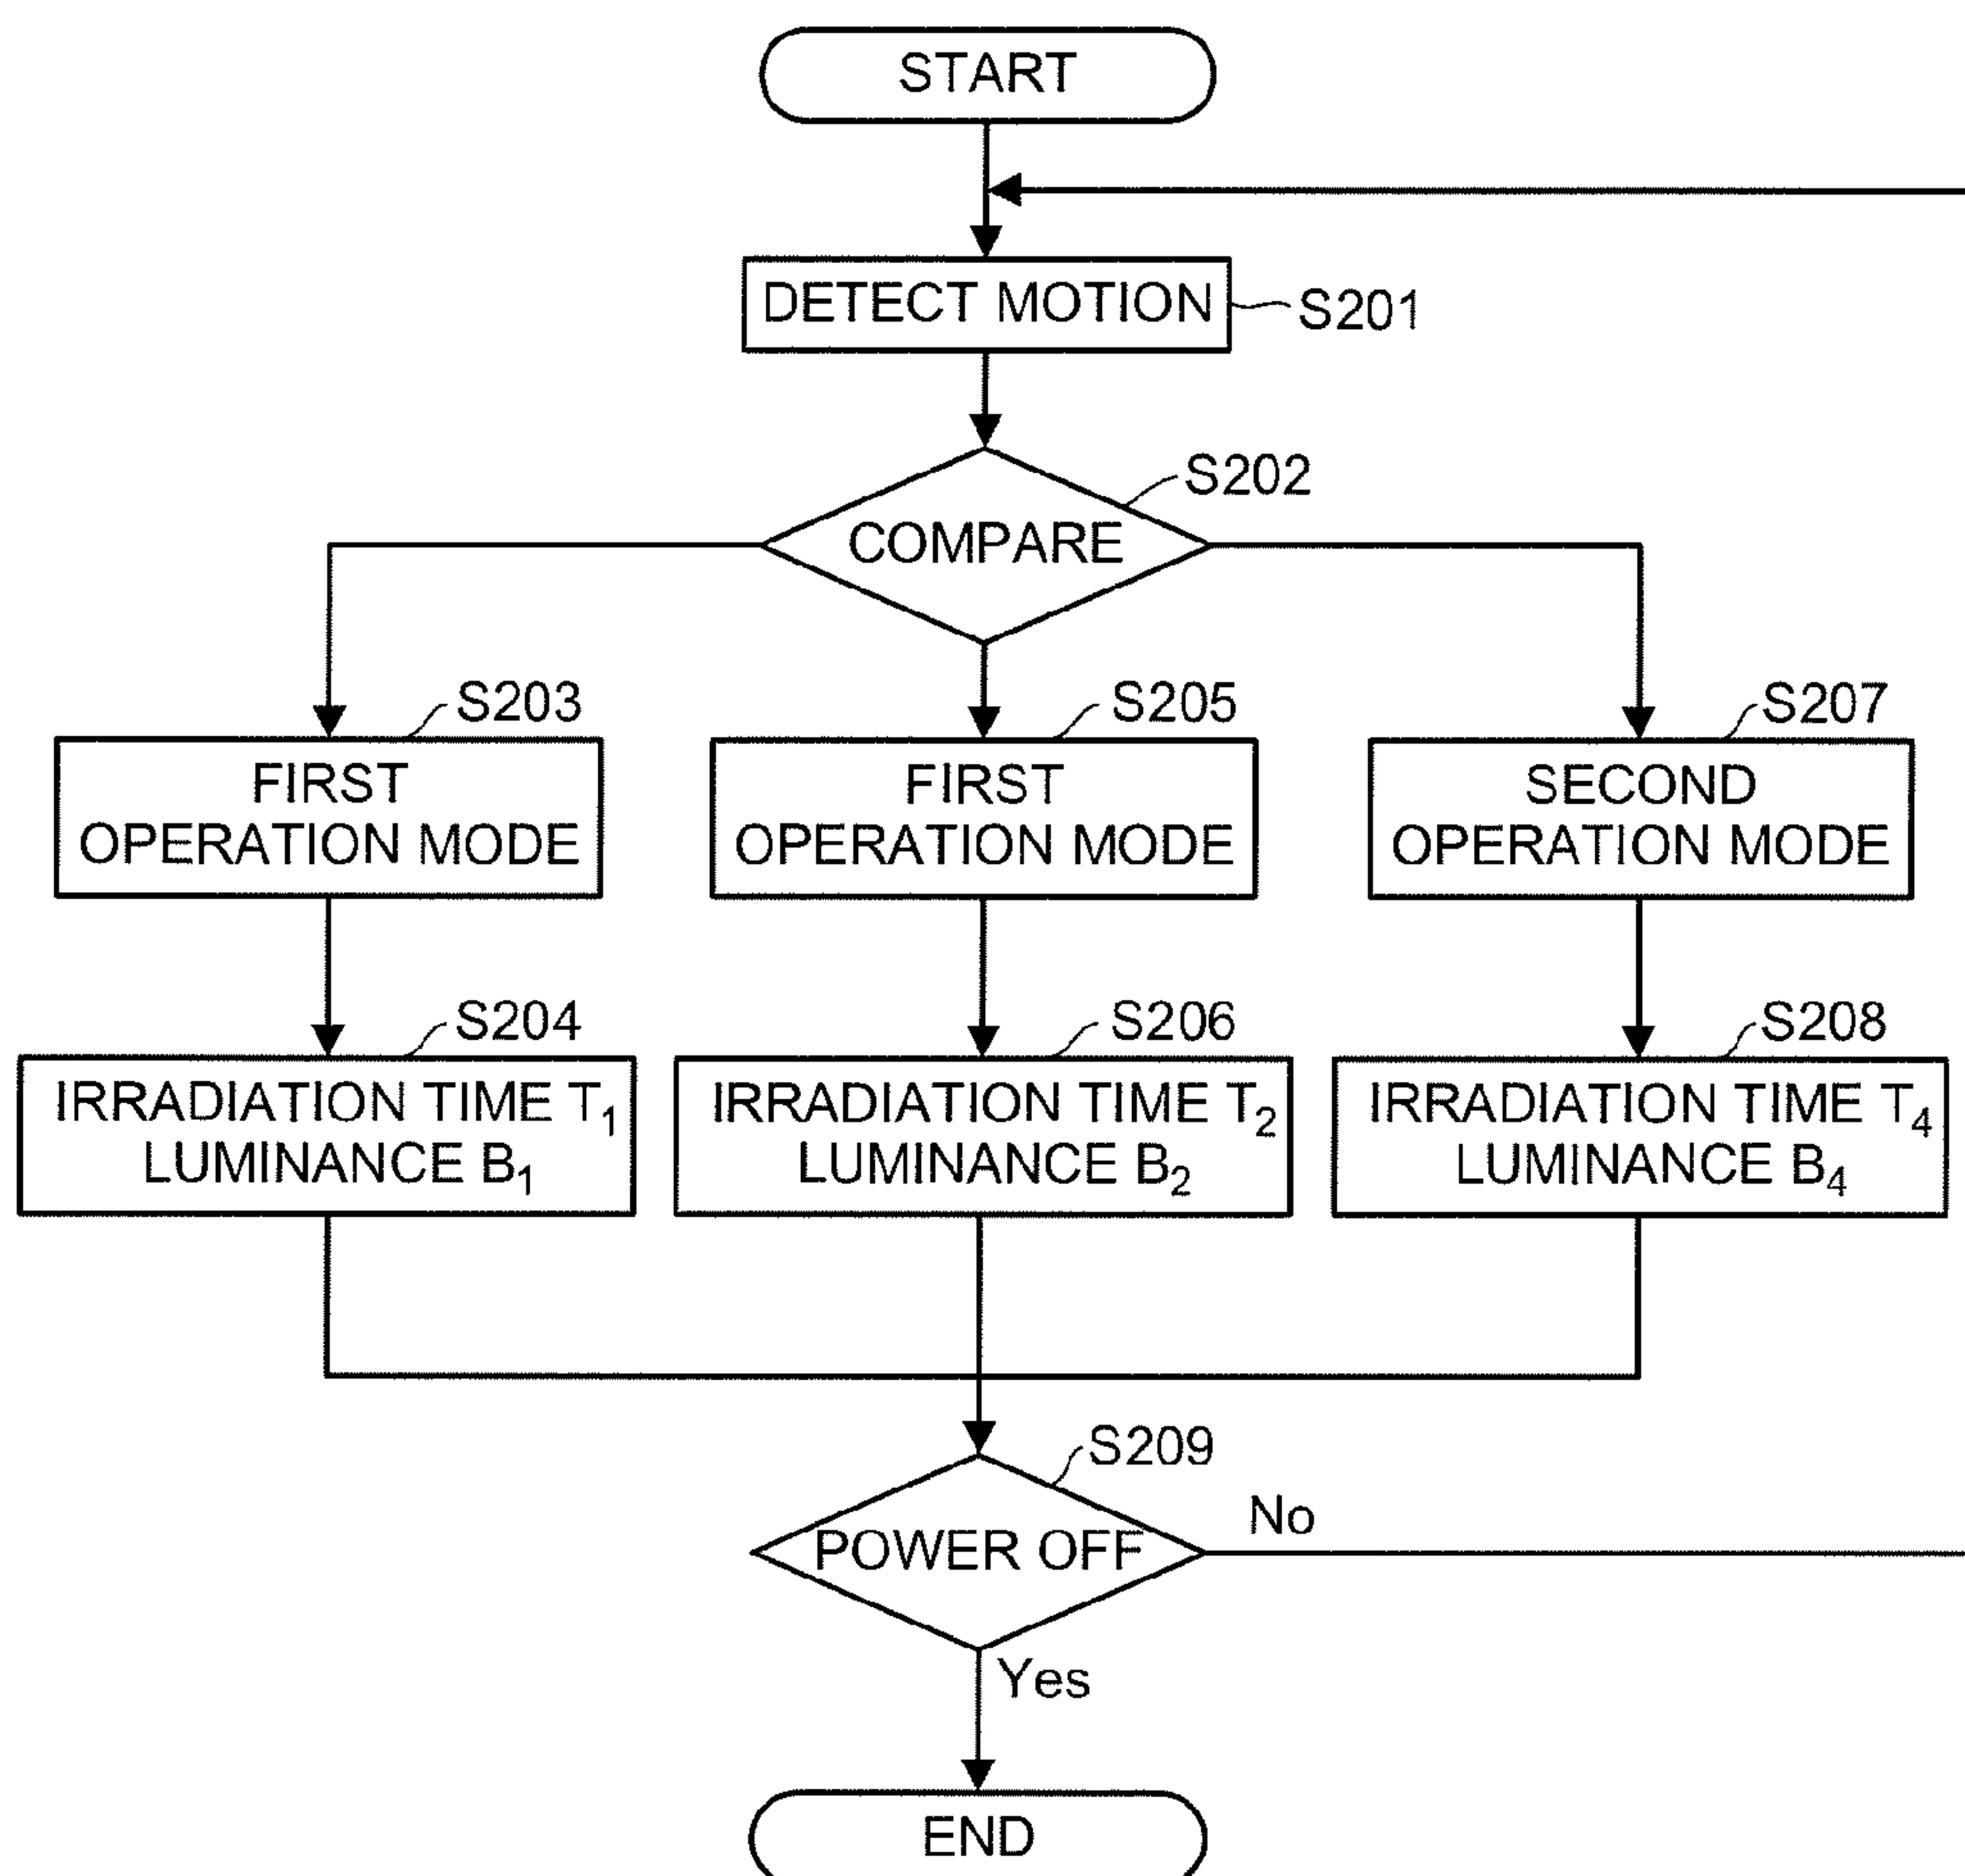 START
DETECT MOTION
S201
S202
COMPARE
S203
FIRST
OPERATION MODE
S205
FIRST
OPERATION MODE
S207
SECOND
OPERATION MODE
S204
IRRADIATION TIME T1
LUMINANCE B1
S206
IRRADIATION TIME T2
LUMINANCE B2
S208
IRRADIATION TIME T4
LUMINANCE B4
S209
POWER OFF
No
Yes
END